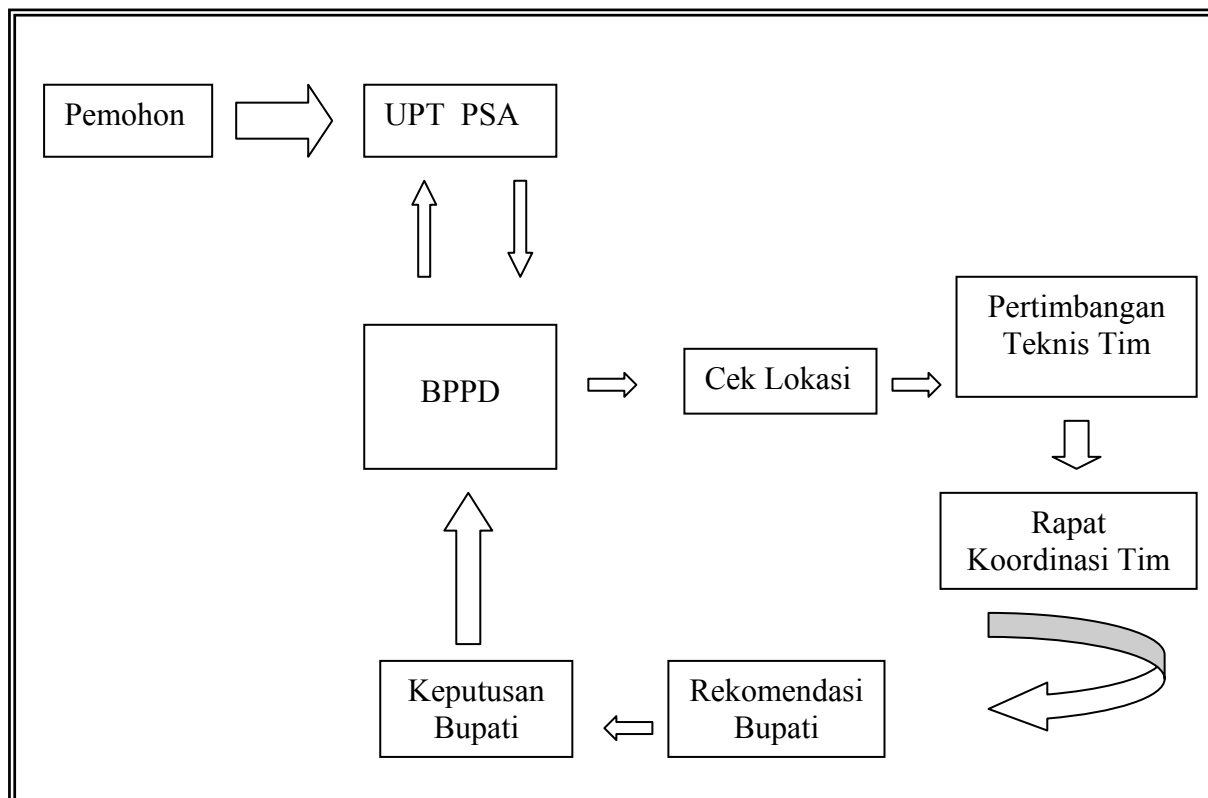 Pemohon
UPT PSA
BPPD
Cek Lokasi
Pertimbangan
Teknis Tim
Rapat
Koordinasi Tim
Rekomendasi
Bupati
Keputusan
Bupati